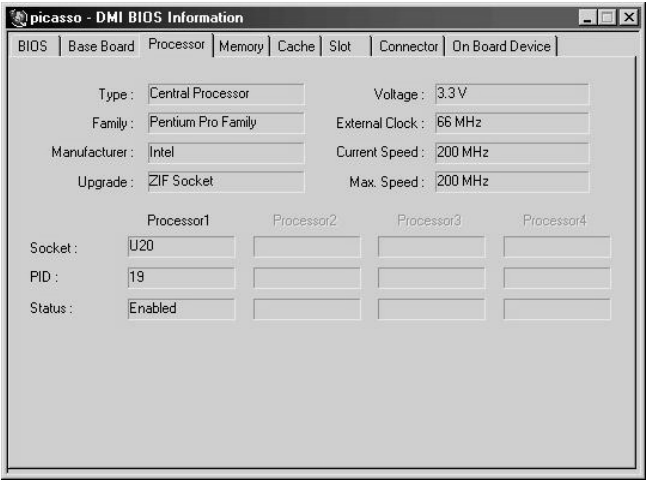 picasso - DMI BIOS Information
BIOS Base Board Processor Memory Cache Slot Connector On Board Device
Type : Central Processor Voltage : 3.3 V
Family : Pentium Pro Family External Clock : 66 MHz
Manufacturer : Intel Current Speed : 200 MHz
Upgrade : ZIF Socket Max. Speed : 200 MHz
Processor1 Processor2 Processor3 Processor4
Socket : U20
PID : 19
Status : Enabled